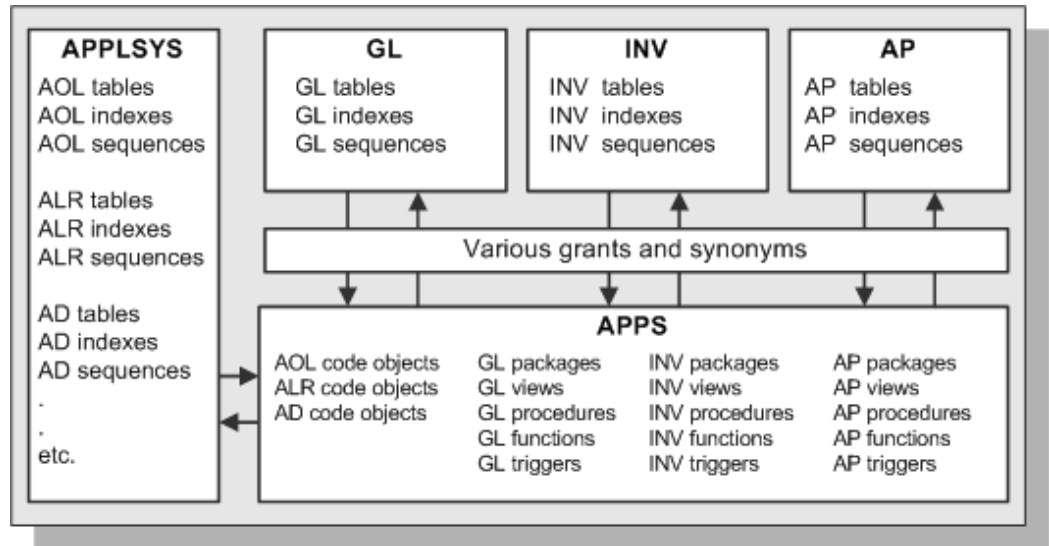 APPLSYS
AOL tables
AOL indexes
AOL sequences
ALR tables
ALR indexes
ALR sequences
AD tables
AD indexes
AD sequences
.
.
etc.
GL
GL tables
GL indexes
GL sequences
INV
INV tables
INV indexes
INV sequences
AP
AP tables
AP indexes
AP sequences
Various grants and synonyms
APPS
AOL code objects
ALR code objects
AD code objects
GL packages
GL views
GL procedures
GL functions
GL triggers
INV packages
INV views
INV procedures
INV functions
INV triggers
AP packages
AP views
AP procedures
AP functions
AP triggers